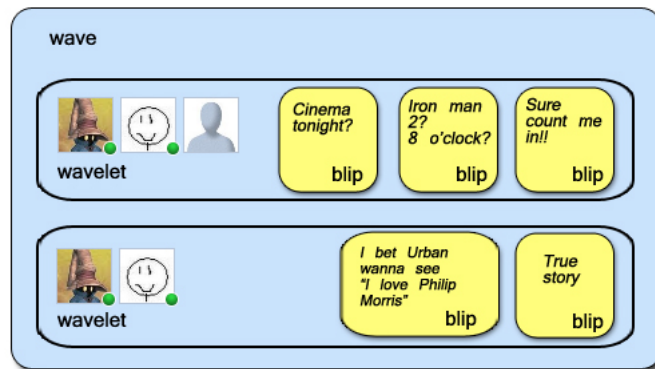 wave
Cinema
tonight?
blip
Iron man
2?
8 o'clock?
blip
Sure
count me
in!!
blip
wavelet
I bet Urban
wanna see
"I love Philip
Morris"
blip
True
story
blip
wavelet